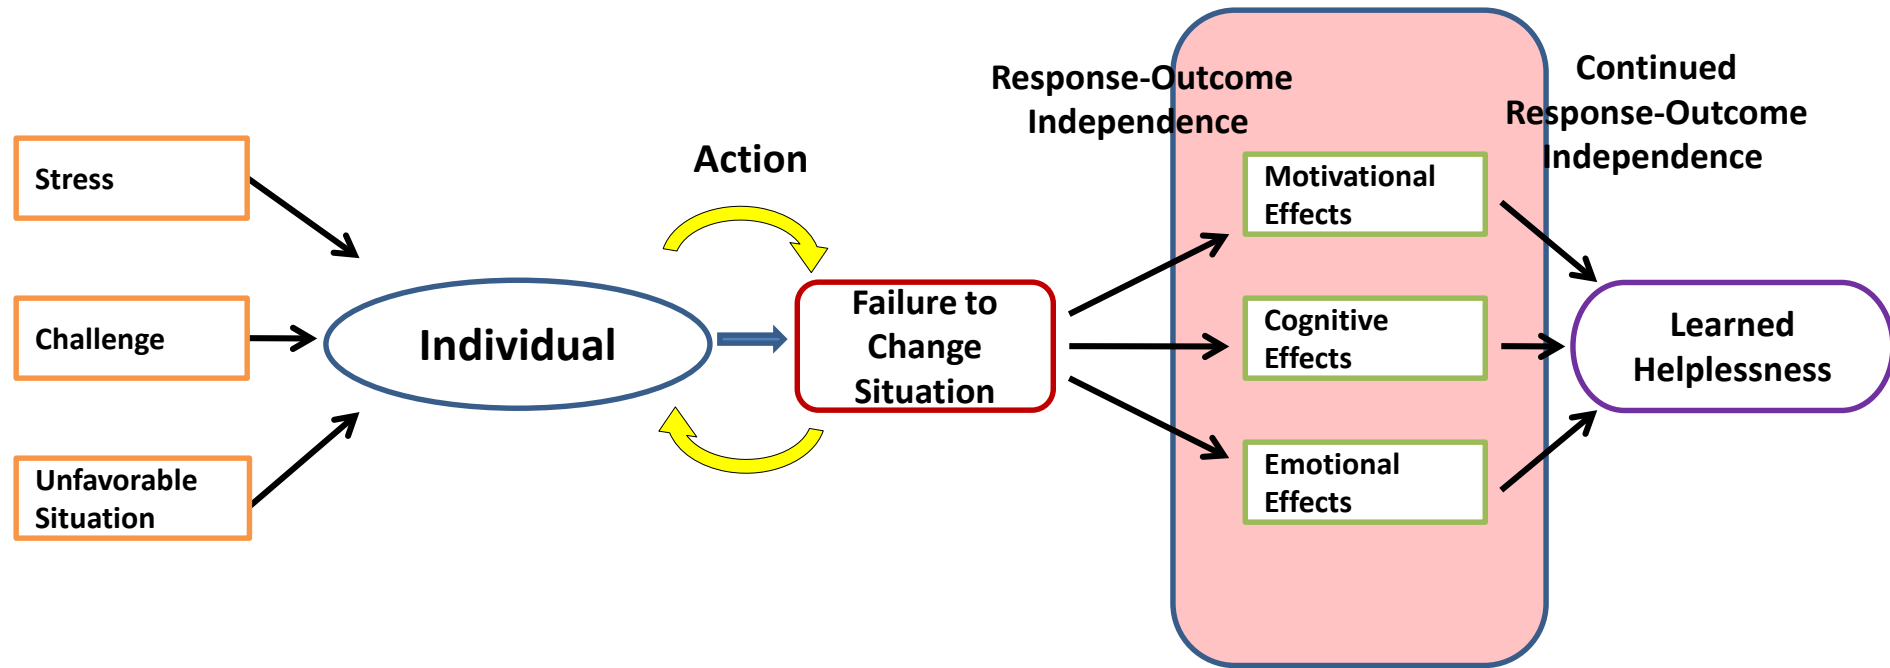 Stress
Challenge
Unfavorable
Situation
Individual
Action
Failure to
Change
Situation
Response-Outcome
Independence
Motivational
Effects
Cognitive
Effects
Emotional
Effects
Continued
Response-Outcome
Independence
Learned
Helplessness